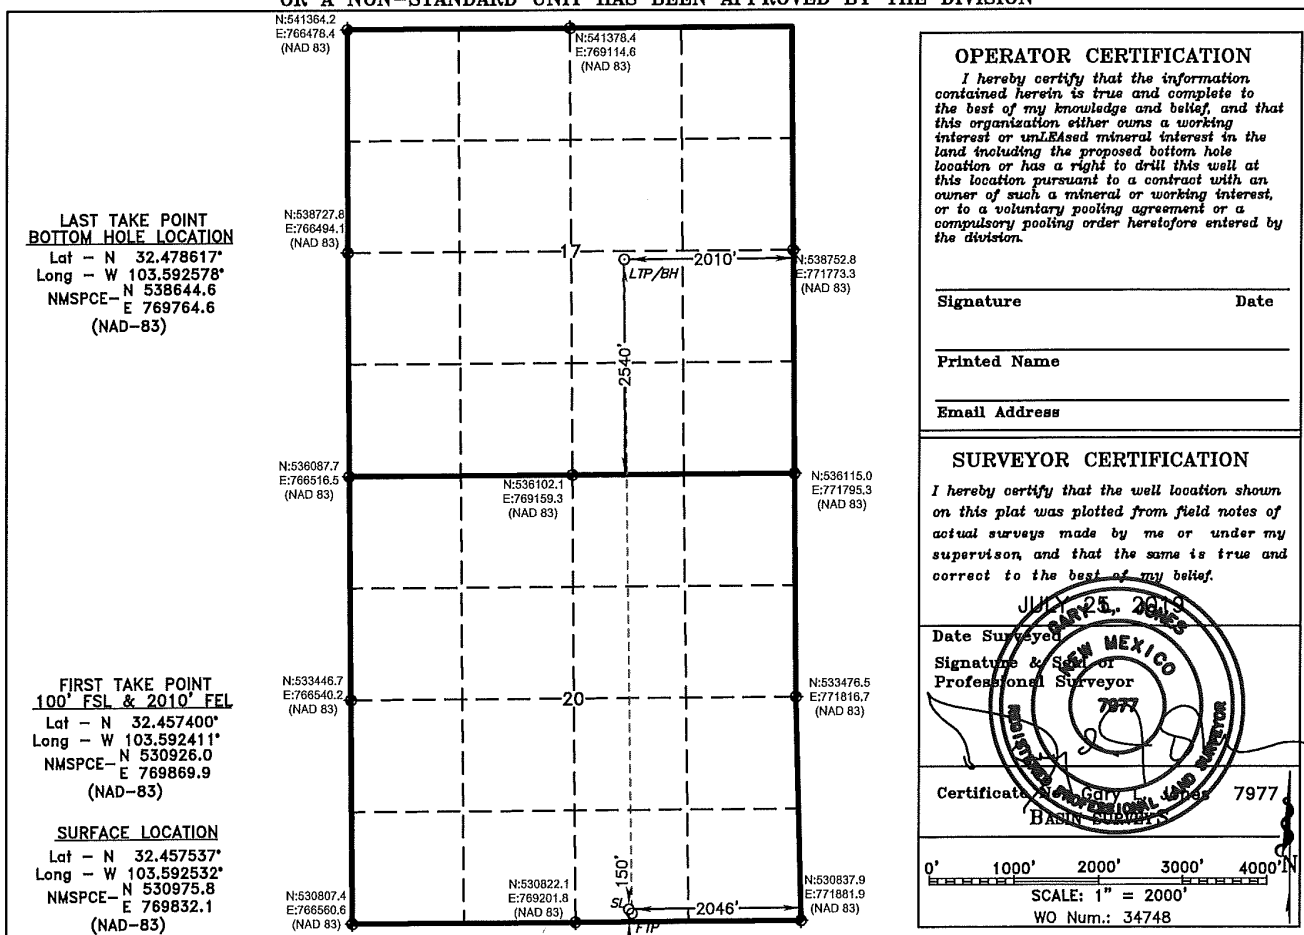 OR A NON-STANDARD UNIT HAS BEEN APPROVED BY THE DIVISION
N:541364.2
E:766478.4
(NAD 83)
N:541378.4
E:769114.6
(NAD 83)
LAST TAKE POINT
BOTTOM HOLE LOCATION
Lat - N 32.478617°
Long - W 103.592578°
NMSPCE- N 538644.6
E 769764.6
(NAD-83)
N:538727.8
E:766494.1
(NAD 83)
17
LTP/BH
2010'
N:538752.8
E:771773.3
(NAD 83)
2540'
N:536087.7
E:766516.5
(NAD 83)
N:536102.1
E:769159.3
(NAD 83)
N:536115.0
E:771795.3
(NAD 83)
FIRST TAKE POINT
100' FSL & 2010' FEL
Lat - N 32.457400°
Long - W 103.592411°
NMSPCE- N 530926.0
E 769869.9
(NAD-83)
N:533446.7
E:766540.2
(NAD 83)
20
N:533476.5
E:771816.7
(NAD 83)
SURFACE LOCATION
Lat - N 32.457537°
Long - W 103.592532°
NMSPCE- N 530975.8
E 769832.1
(NAD-83)
N:530807.4
E:766560.6
(NAD 83)
N:530822.1
E:769201.8
(NAD 83)
150'
SL
FTP
2046'
N:530837.9
E:771881.9
(NAD 83)
OPERATOR CERTIFICATION
I hereby certify that the information
contained herein is true and complete to
the best of my knowledge and belief, and that
this organization either owns a working
interest or unLEAsed mineral interest in the
land including the proposed bottom hole
location or has a right to drill this well at
this location pursuant to a contract with an
owner of such a mineral or working interest,
or to a voluntary pooling agreement or a
compulsory pooling order heretofore entered by
the division.
Signature Date
Printed Name
Email Address
SURVEYOR CERTIFICATION
I hereby certify that the well location shown
on this plat was plotted from field notes of
actual surveys made by me or under my
supervison, and that the same is true and
correct to the best of my belief.
JULY 25, 2019
Date Surveyed
Signature & Seal of
Professional Surveyor
GARY L. JONES
NEW MEXICO
7977
REGISTERED PROFESSIONAL LAND SURVEYOR
Certificate No. Gary L. Jones 7977
BASIN SURVEYS
0' 1000' 2000' 3000' 4000'
N
SCALE: 1" = 2000'
WO Num.: 34748